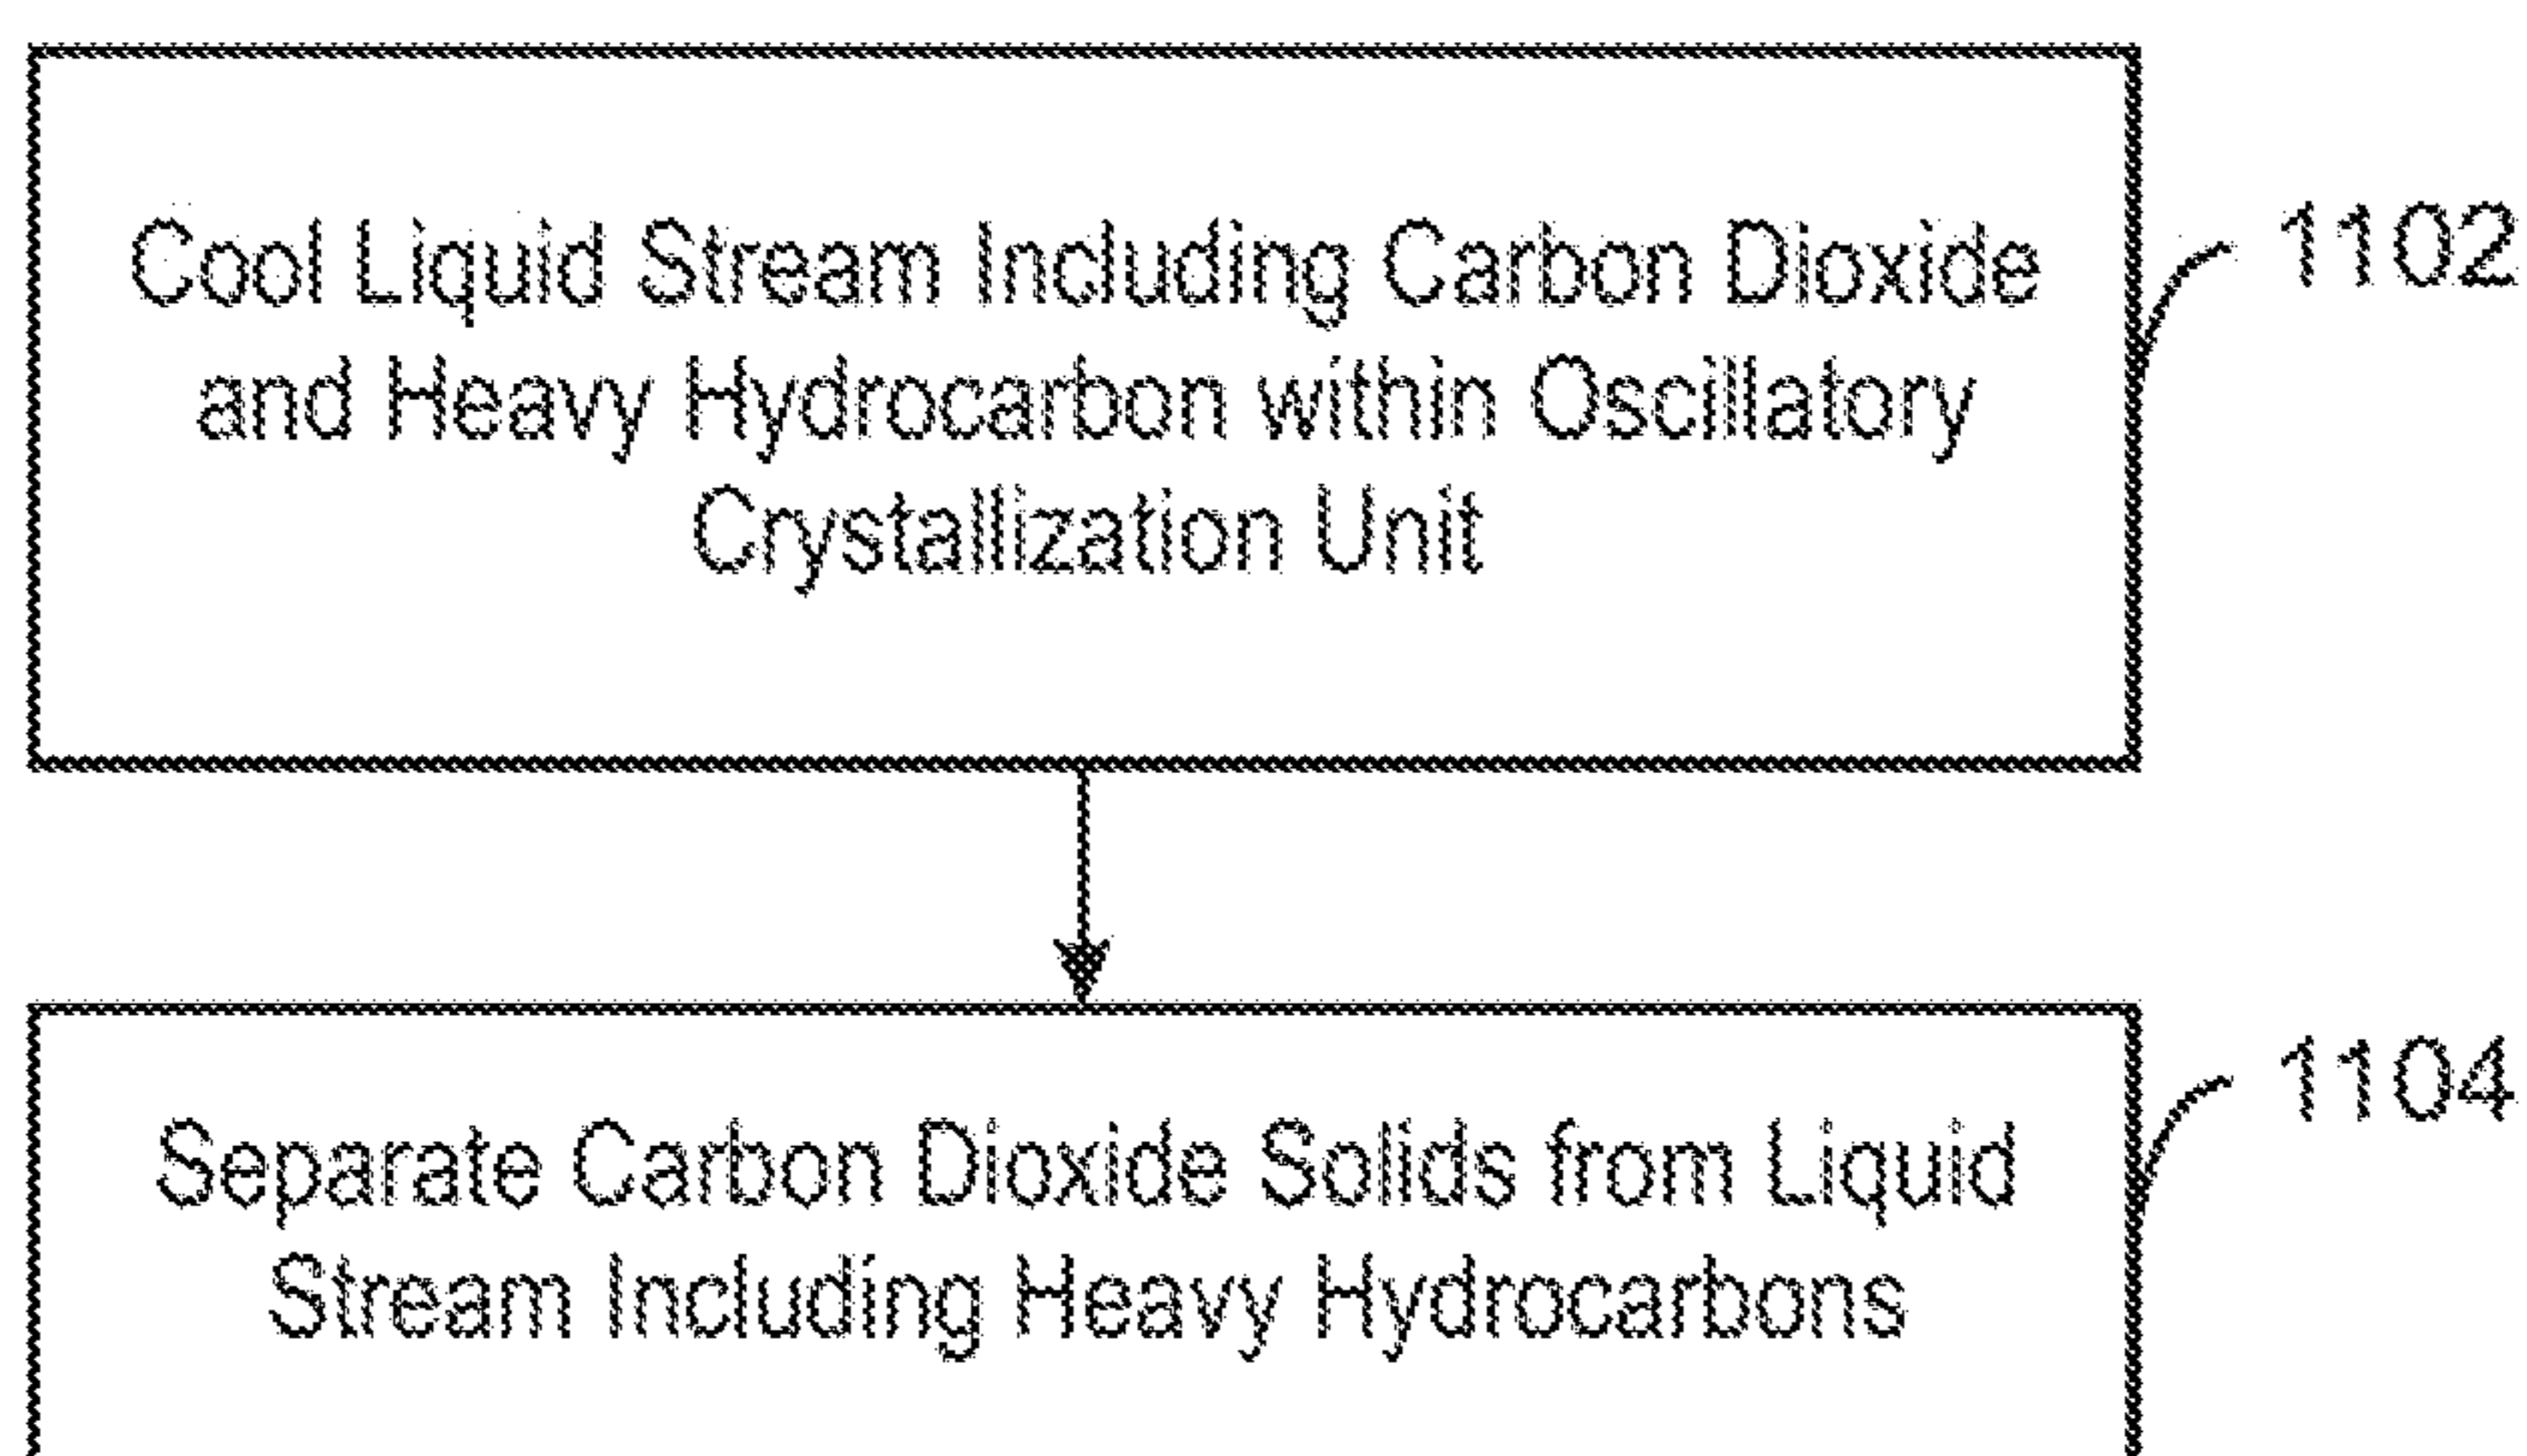 Cool Liquid Stream Including Carbon Dioxide
and Heavy Hydrocarbon within Oscillatory
Crystallization Unit
1102
Separate Carbon Dioxide Solids from Liquid
Stream Including Heavy Hydrocarbons
1104